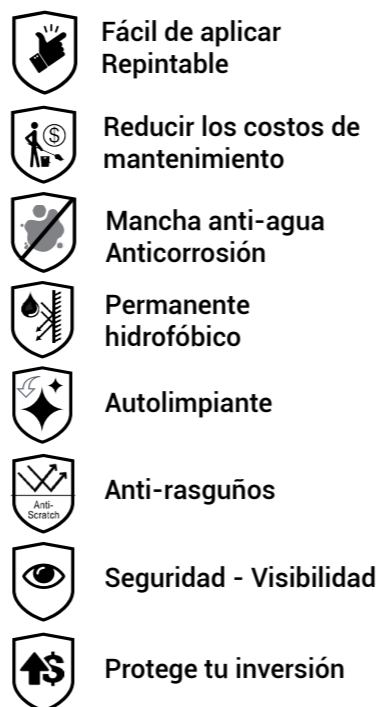 Fácil de aplicar
Repintable
Reducir los costos de
mantenimiento
Mancha anti-agua
Anticorrosión
Permanente
hidrofóbico
Autolimpiante
Anti-
Scratch
Anti-rasguños
Seguridad - Visibilidad
Protege tu inversión